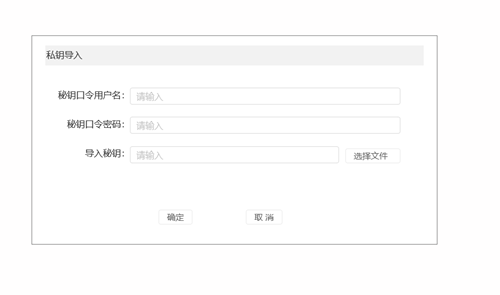 私钥导入
秘钥口令用户名： 请输入
秘钥口令密码： 请输入
导入秘钥： 请输入 选择文件
确定 取 消